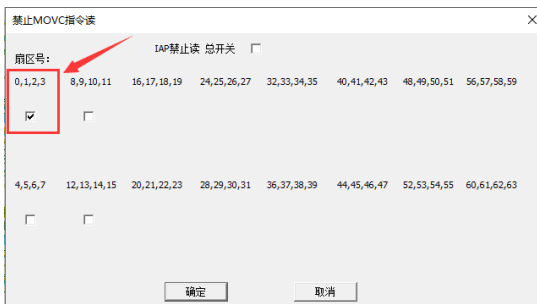 禁止MOVC指令读
IAP禁止读 总开关
扇区号:
0,1,2,3 8,9,10,11 16,17,18,19 24,25,26,27 32,33,34,35 40,41,42,43 48,49,50,51 56,57,58,59
4,5,6,7 12,13,14,15 20,21,22,23 28,29,30,31 36,37,38,39 44,45,46,47 52,53,54,55 60,61,62,63
确定 取消